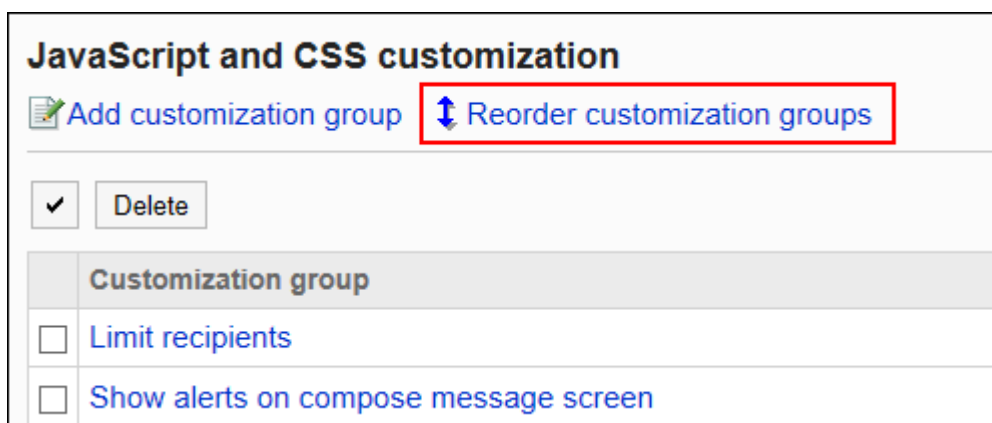 JavaScript and CSS customization
Add customization group Reorder customization groups
Delete
Customization group
Limit recipients
Show alerts on compose message screen